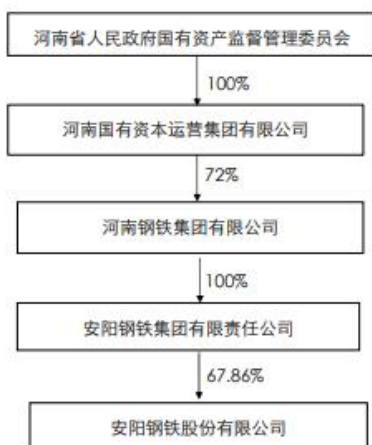 河南省人民政府国有资产监督管理委员会
100%
河南国有资本运营集团有限公司
72%
河南钢铁集团有限公司
100%
安阳钢铁集团有限责任公司
67.86%
安阳钢铁股份有限公司